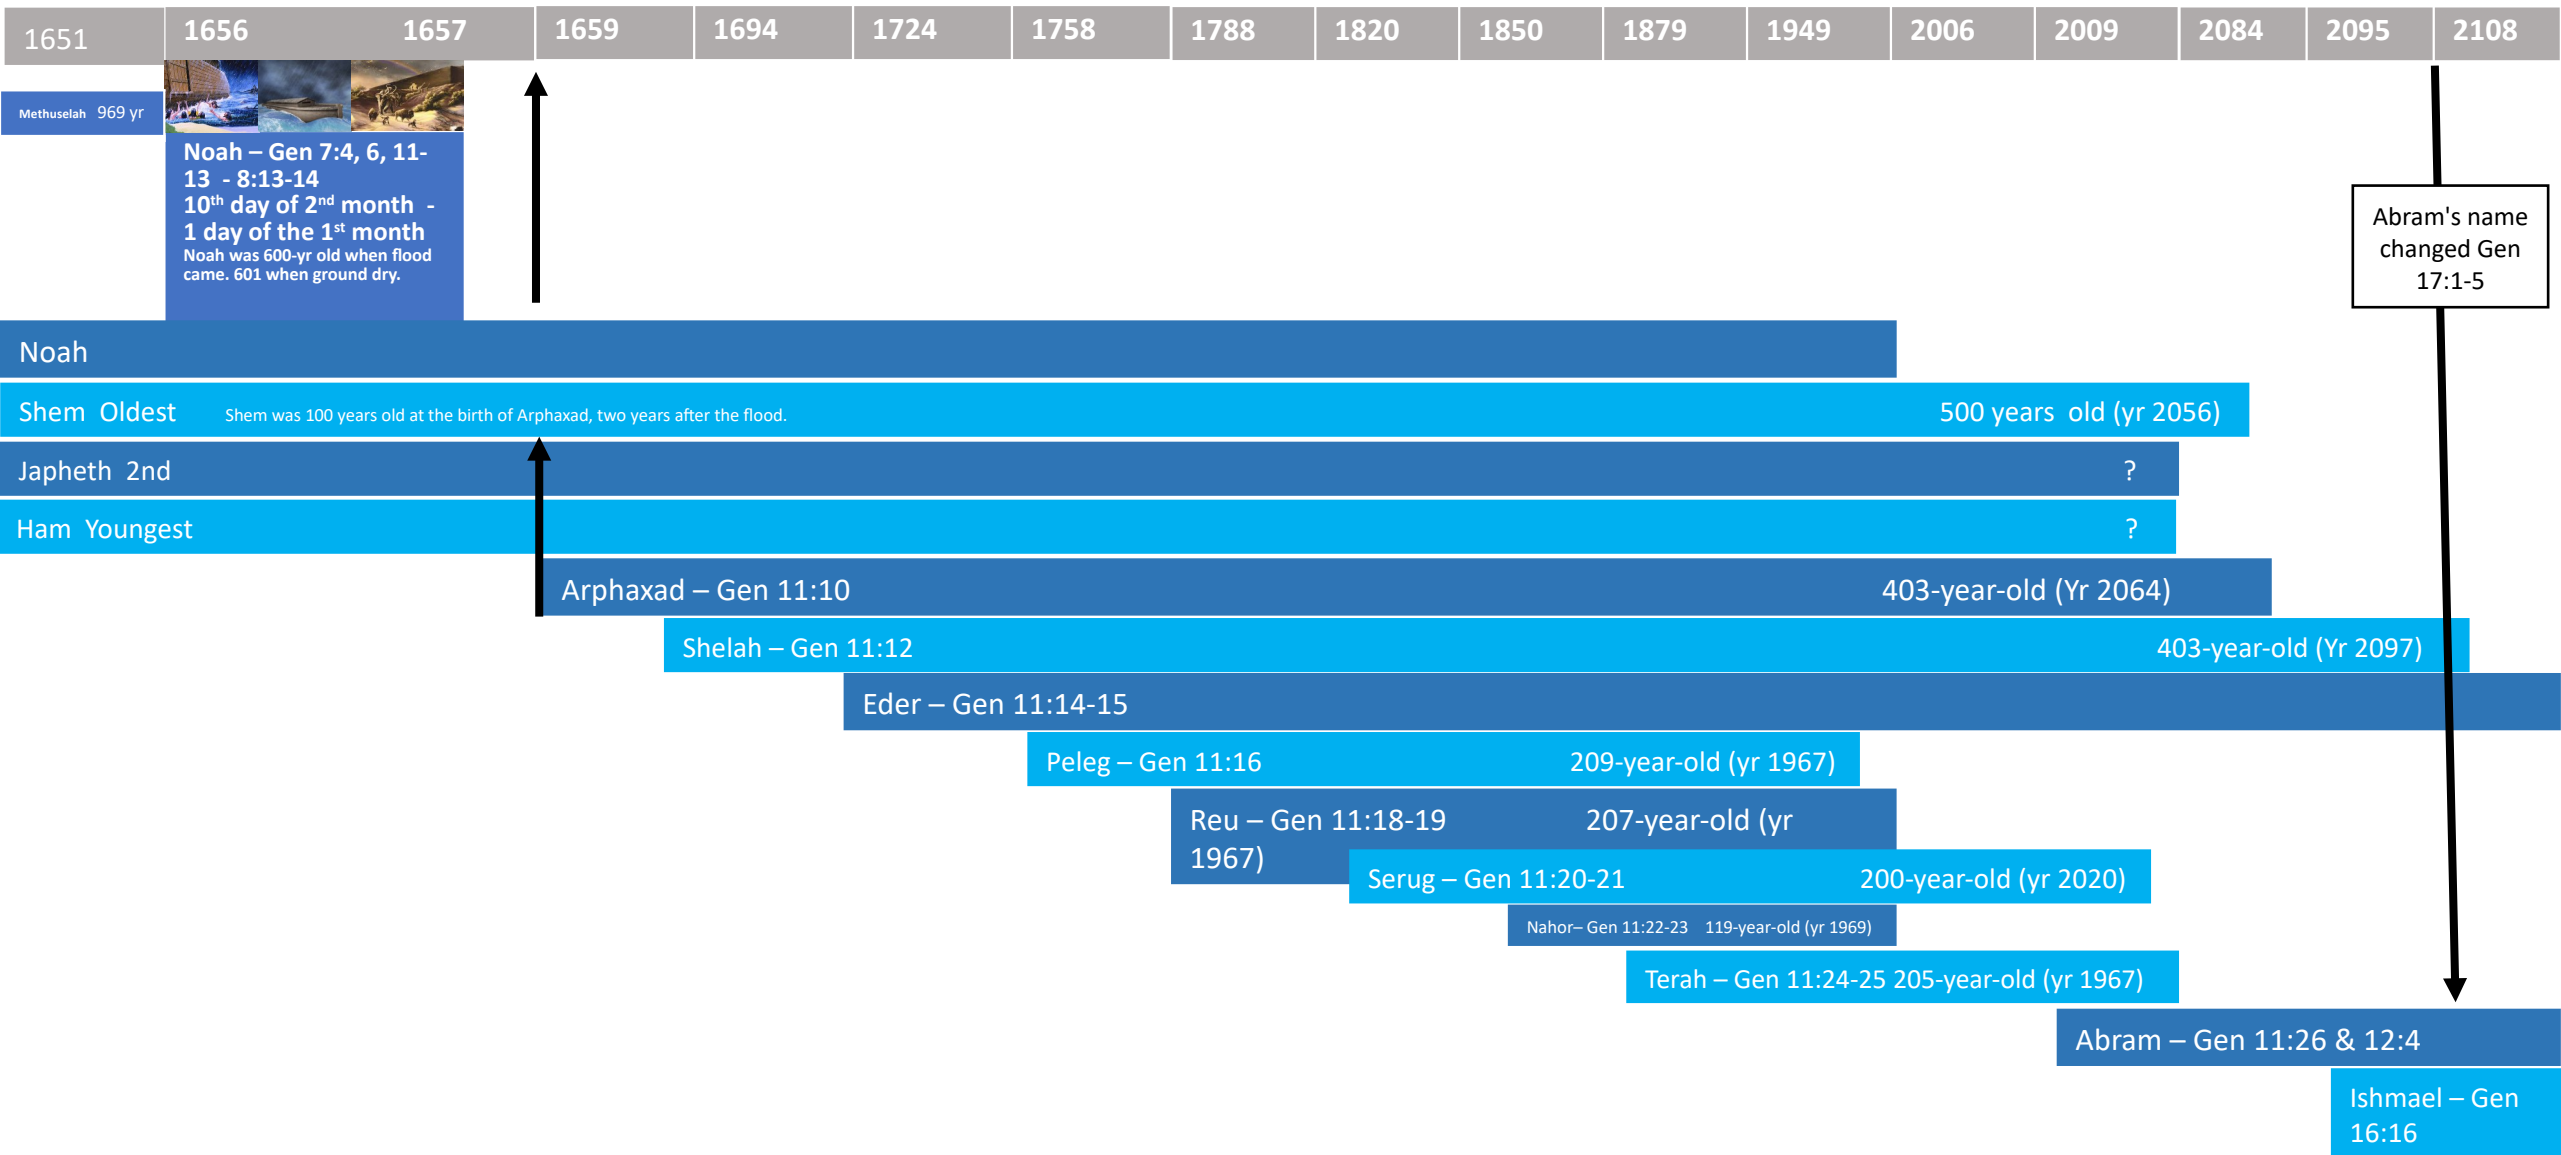 1651 1656 1657 1659 1694 1724 1758 1788 1820 1850 1879 1949 2006 2009 2084 2095 2108
Methuselah 969 yr
Noah – Gen 7:4, 6, 11-
13 - 8:13-14
10th day of 2nd month -
1 day of the 1st month
Noah was 600-yr old when flood
came. 601 when ground dry.
Abram's name
changed Gen
17:1-5
Noah
Shem Oldest Shem was 100 years old at the birth of Arphaxad, two years after the flood. 500 years old (yr 2056)
Japheth 2nd ?
Ham Youngest ?
Arphaxad – Gen 11:10 403-year-old (Yr 2064)
Shelah – Gen 11:12 403-year-old (Yr 2097)
Eder – Gen 11:14-15
Peleg – Gen 11:16 209-year-old (yr 1967)
Reu – Gen 11:18-19 207-year-old (yr
1967)
Serug – Gen 11:20-21 200-year-old (yr 2020)
Nahor– Gen 11:22-23 119-year-old (yr 1969)
Terah – Gen 11:24-25 205-year-old (yr 1967)
Abram – Gen 11:26 & 12:4
Ishmael – Gen
16:16